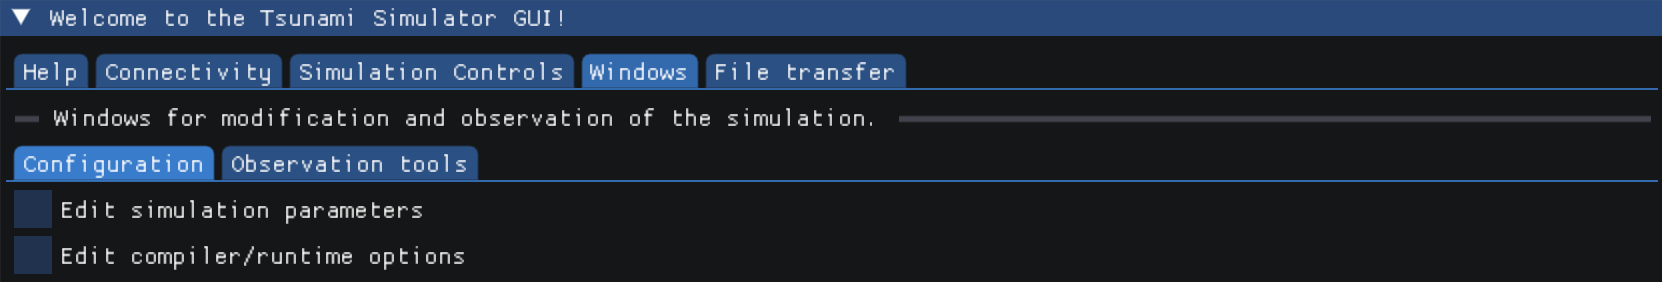 Welcome to the Tsunami Simulator GUI!
Help Connectivity Simulation Controls Windows File transfer
Windows for modification and observation of the simulation.
Configuration Observation tools
Edit simulation parameters
Edit compiler/runtime options